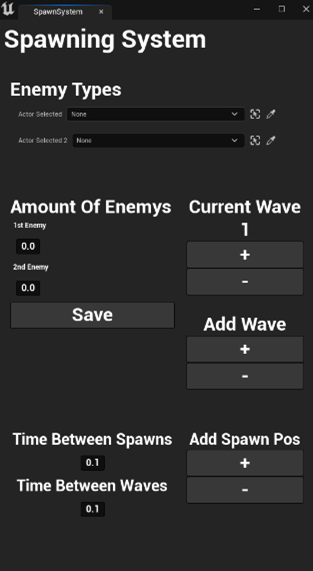 SpawnSystem
Spawning System
Enemy Types
Actor Selected None
Actor Selected 2 None
Amount Of Enemys
1st Enemy
0.0
2nd Enemy
0.0
Save
Current Wave
1
+
-
Add Wave
+
-
Time Between Spawns
0.1
Time Between Waves
0.1
Add Spawn Pos
+
-